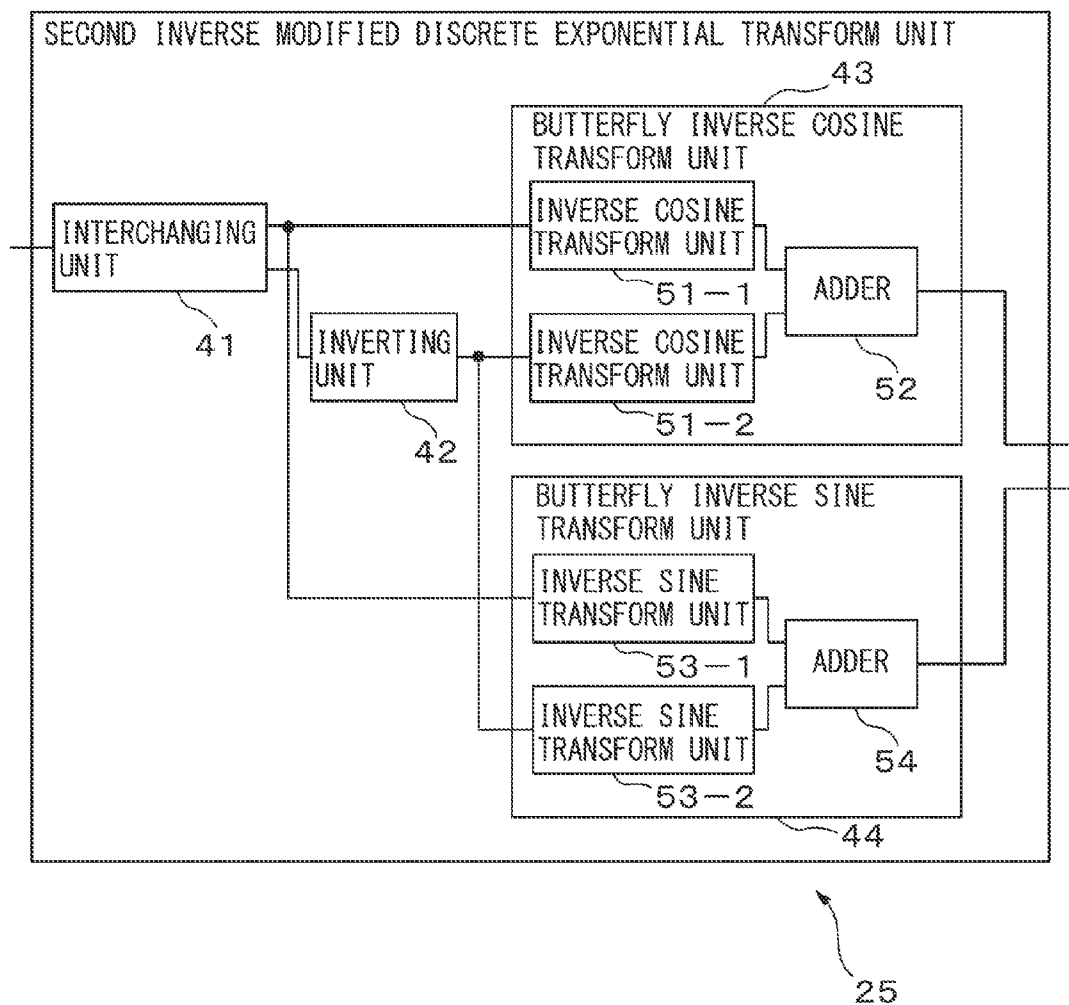 SECOND INVERSE MODIFIED DISCRETE EXPONENTIAL TRANSFORM UNIT
43
BUTTERFLY INVERSE COSINE
TRANSFORM UNIT
INTERCHANGING
UNIT
41
INVERSE COSINE
TRANSFORM UNIT
51-1
ADDER
52
INVERTING
UNIT
42
INVERSE COSINE
TRANSFORM UNIT
51-2
BUTTERFLY INVERSE SINE
TRANSFORM UNIT
INVERSE SINE
TRANSFORM UNIT
53-1
ADDER
54
INVERSE SINE
TRANSFORM UNIT
53-2
44
25